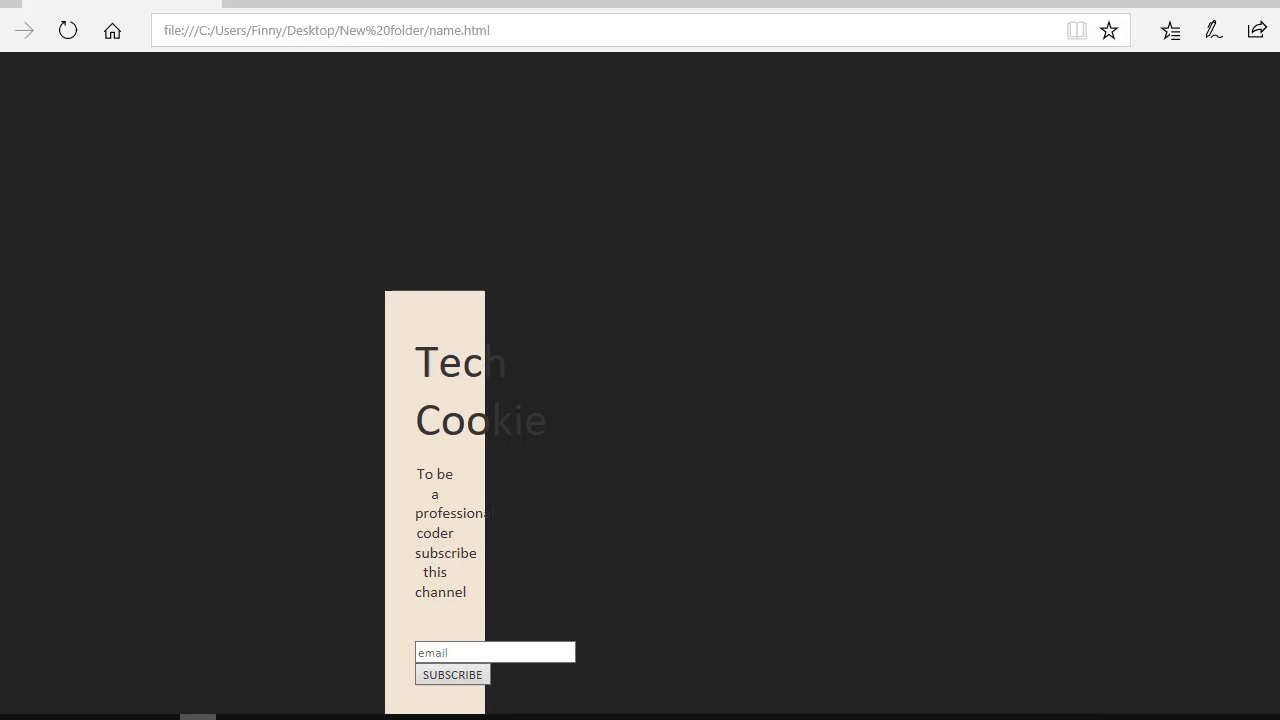 file:///C:/Users/Finny/Desktop/New%20folder/name.html
Tech
Cookie
To be
a
professional
coder
subscribe
this
channel
email
SUBSCRIBE